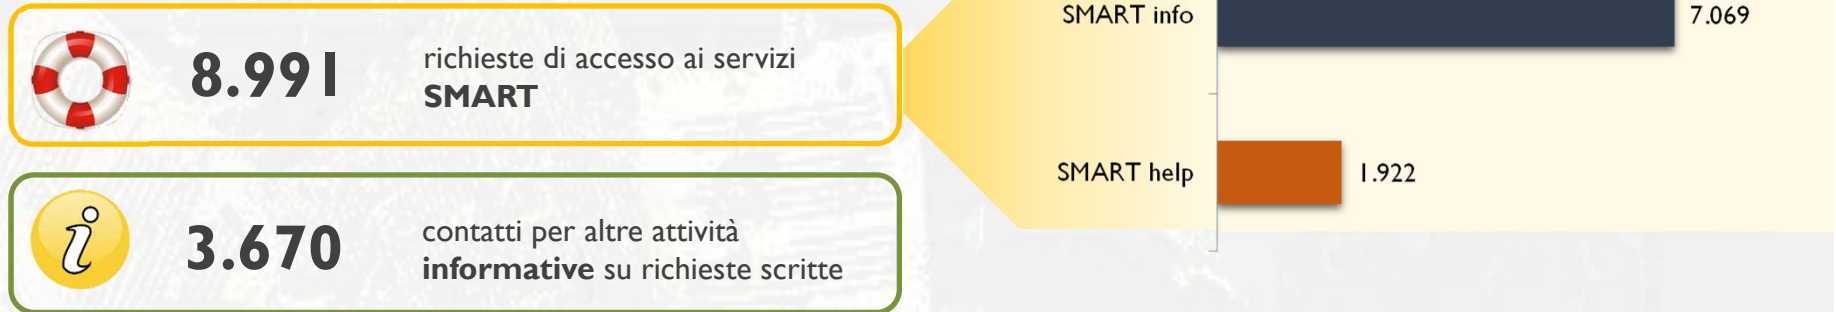 8.991
richieste di accesso ai servizi
SMART
3.670
contatti per altre attività
informative su richieste scritte
SMART info 7.069
SMART help 1.922